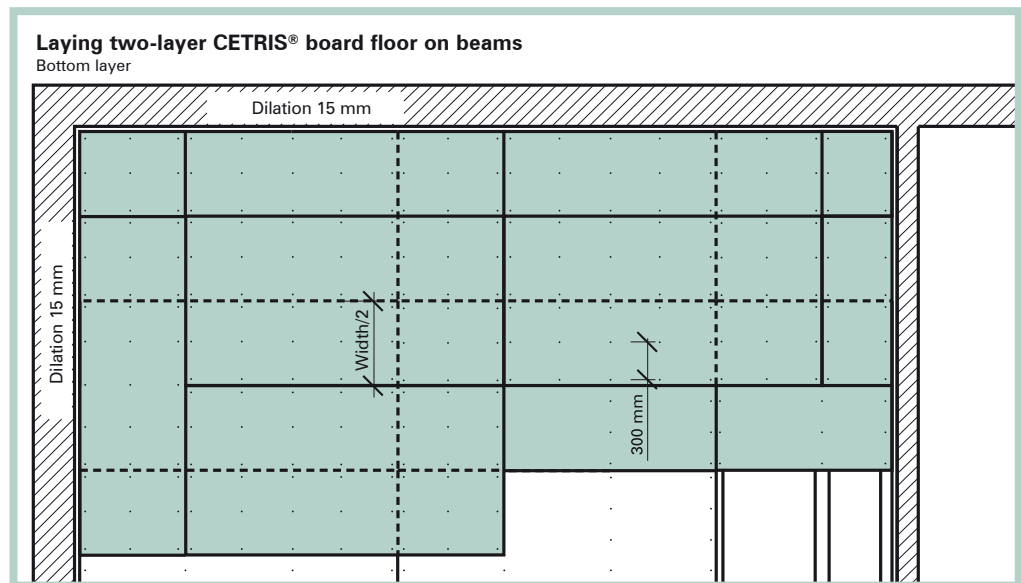 Laying two-layer CETRIS® board floor on beams
Bottom layer
Dilation 15 mm
Dilation 15 mm
Width/2
300 mm